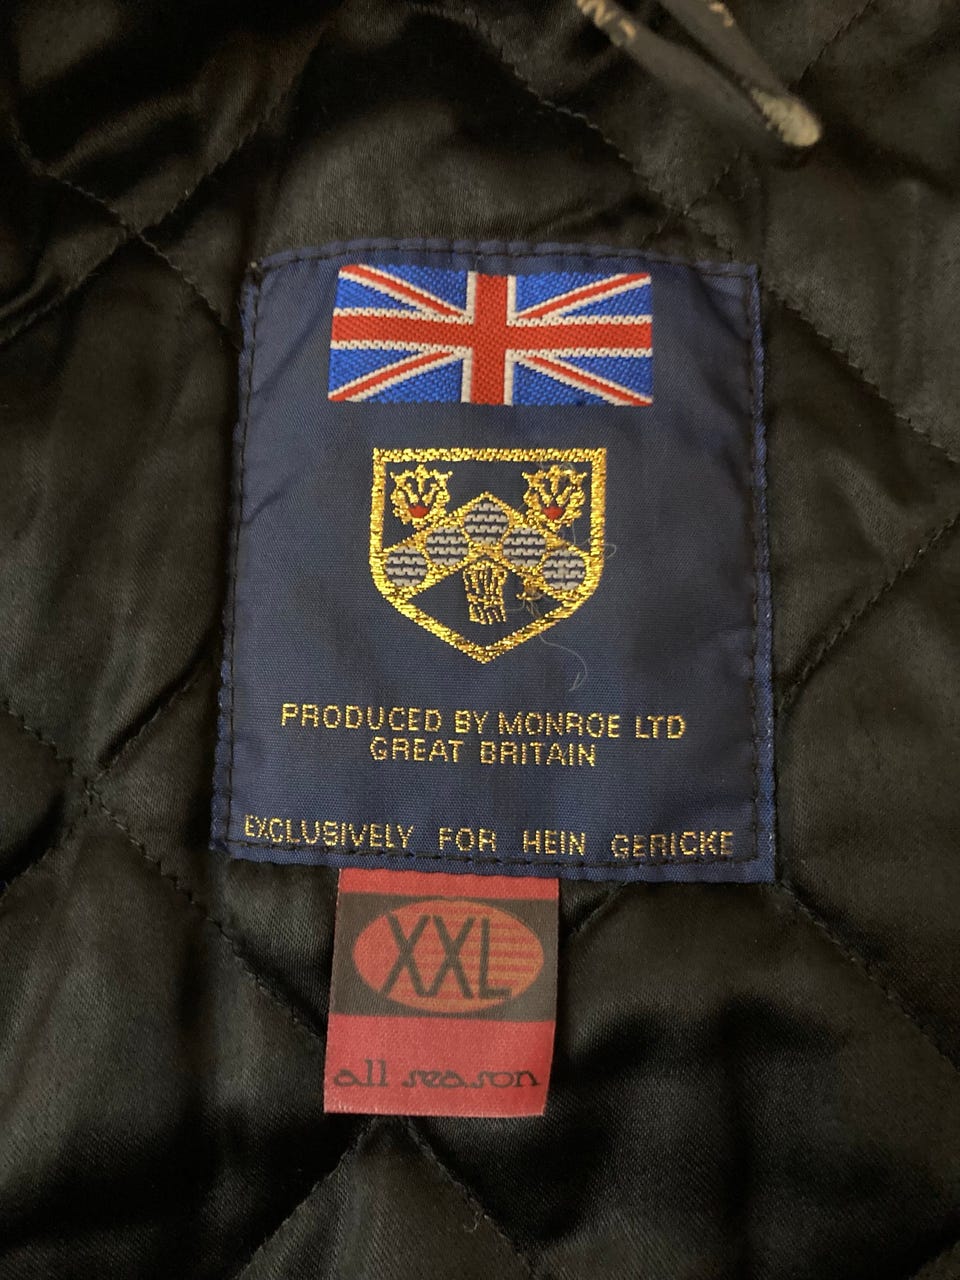 PRODUCED BY MONROE LTD
GREAT BRITAIN
EXCLUSIVELY FOR HEIN GERICKE
XXL
all season